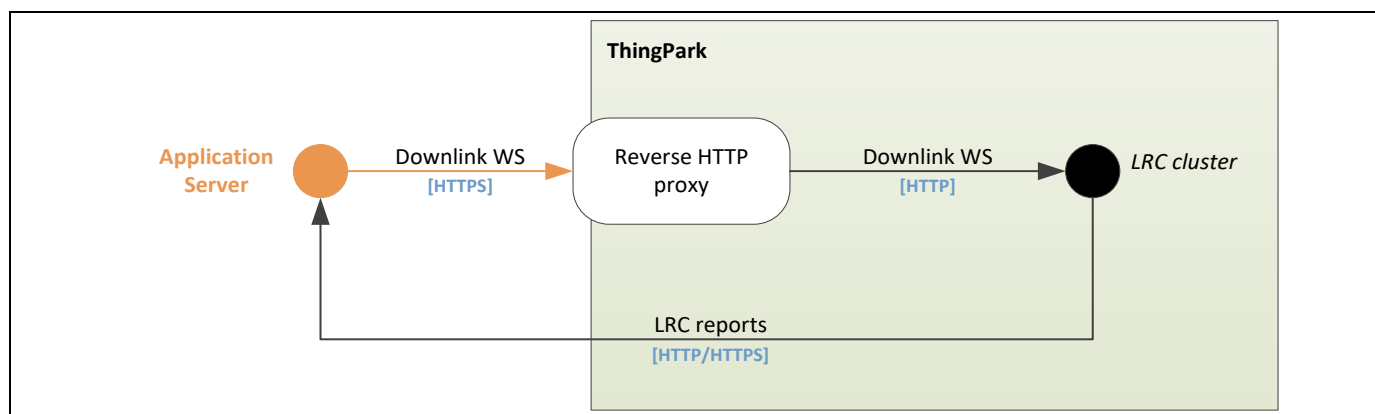 ThingPark
Application
Server
Downlink WS
[HTTPS]
Reverse HTTP
proxy
Downlink WS
[HTTP]
LRC cluster
LRC reports
[HTTP/HTTPS]